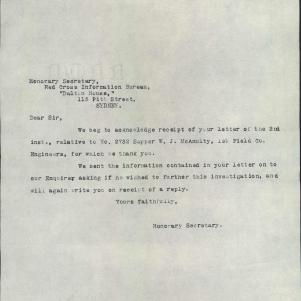 Honorary Secretary,
Red Cross Information Bureau,
"Dalton House,"
115 Pitt Street,
SYDNEY.
Dear Sir,
We beg to acknowledge receipt of your letter of the 2nd
inst., relative to No. 2732 Sapper W. J. McAnulty, 1st Field Co.
Engineers, for which we thank you.
We sent the information contained in your letter on to
our Enquirer asking if he wished to further this investigation, and
will again write you on receipt of a reply.
Yours faithfully,
Honorary Secretary.